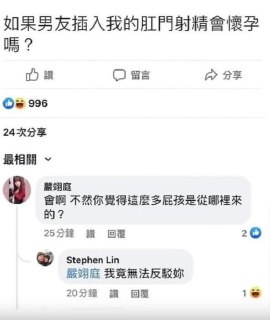 如果男友插入我的肛門射精會懷孕
嗎？
讚
留言
分享
996
24次分享
最相關
嚴翊庭
會啊 不然你覺得這麼多屁孩是從哪裡來
的？
25分鐘 讚 回覆 2
Stephen Lin
嚴翊庭 我竟無法反駁妳
20分鐘 讚 回覆 1